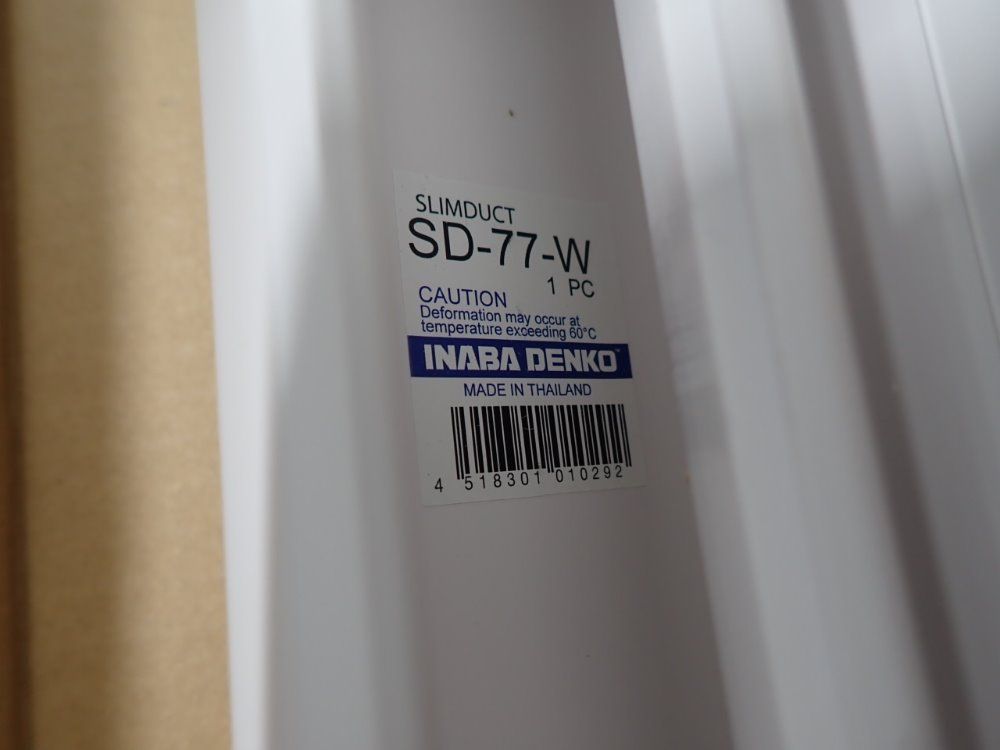 SLIMDUCT
SD-77-W
1 PC
CAUTION
Deformation may occur at
temperature exceeding 60°C
INABA DENKO™
MADE IN THAILAND
4 518301 010292